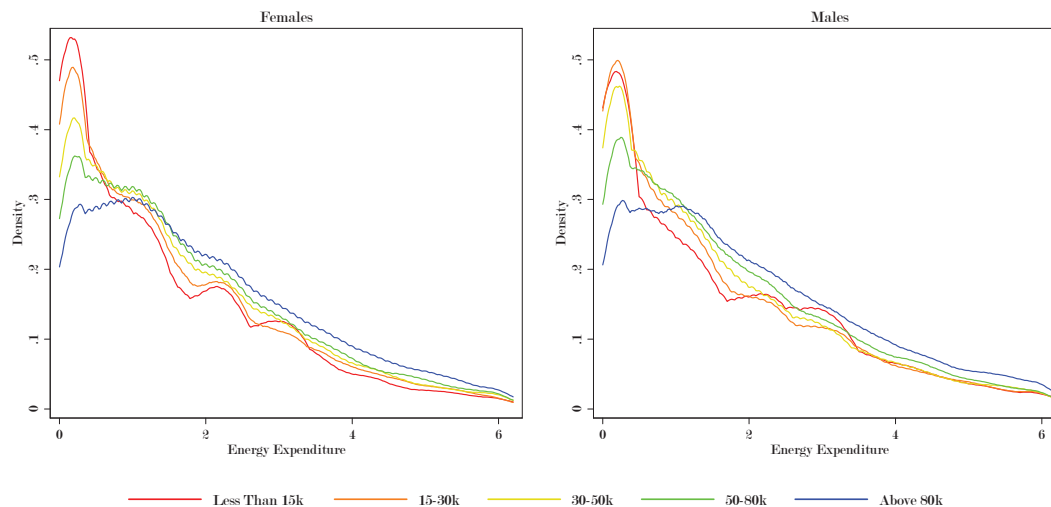 Females
Density
0
.1
.2
.3
.4
.5
0
2
4
6
Energy Expenditure
Males
Density
0
.1
.2
.3
.4
.5
0
2
4
6
Energy Expenditure
Less Than 15k
15-30k
30-50k
50-80k
Above 80k